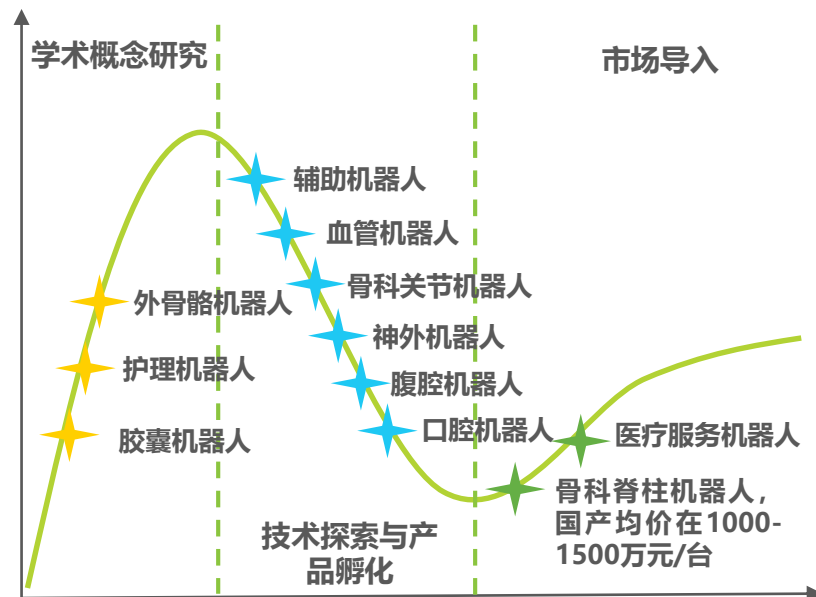 学术概念研究
市场导入
辅助机器人
血管机器人
骨科关节机器人
外骨骼机器人
神外机器人
护理机器人
腹腔机器人
口腔机器人
胶囊机器人
医疗服务机器人
骨科脊柱机器人，
国产均价在1000-
1500万元/台
技术探索与产
品孵化